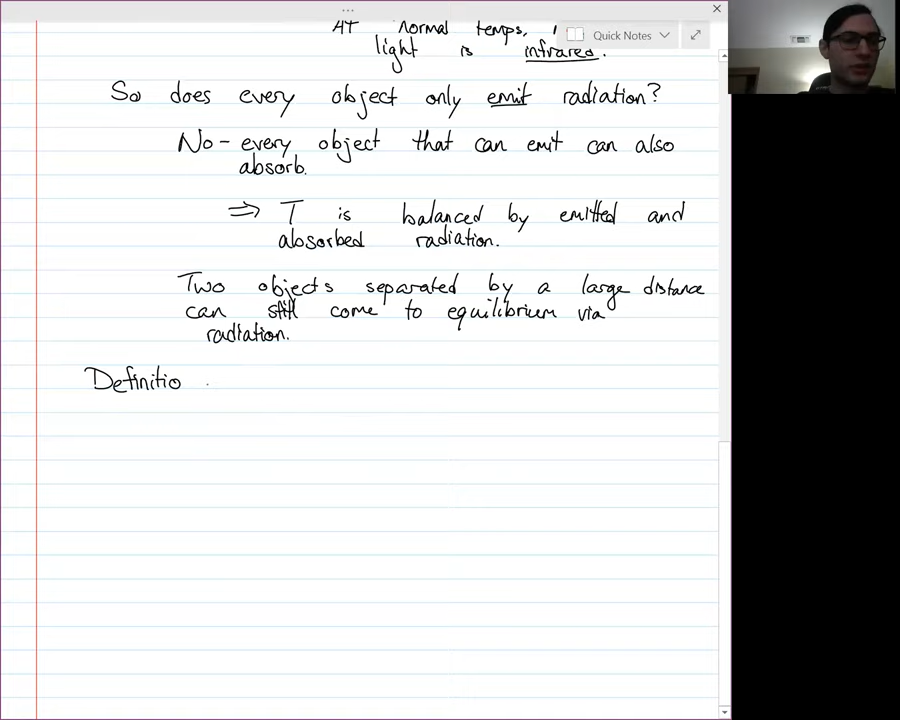 AT normal temps,
Quick Notes
light is infrared.
So does every object only emit radiation?
No - every object that can emit can also
absorb.
⇒ T is balanced by emitted and
absorbed radiation.
Two objects separated by a large distance
can still come to equilibrium via
radiation.
Definitio